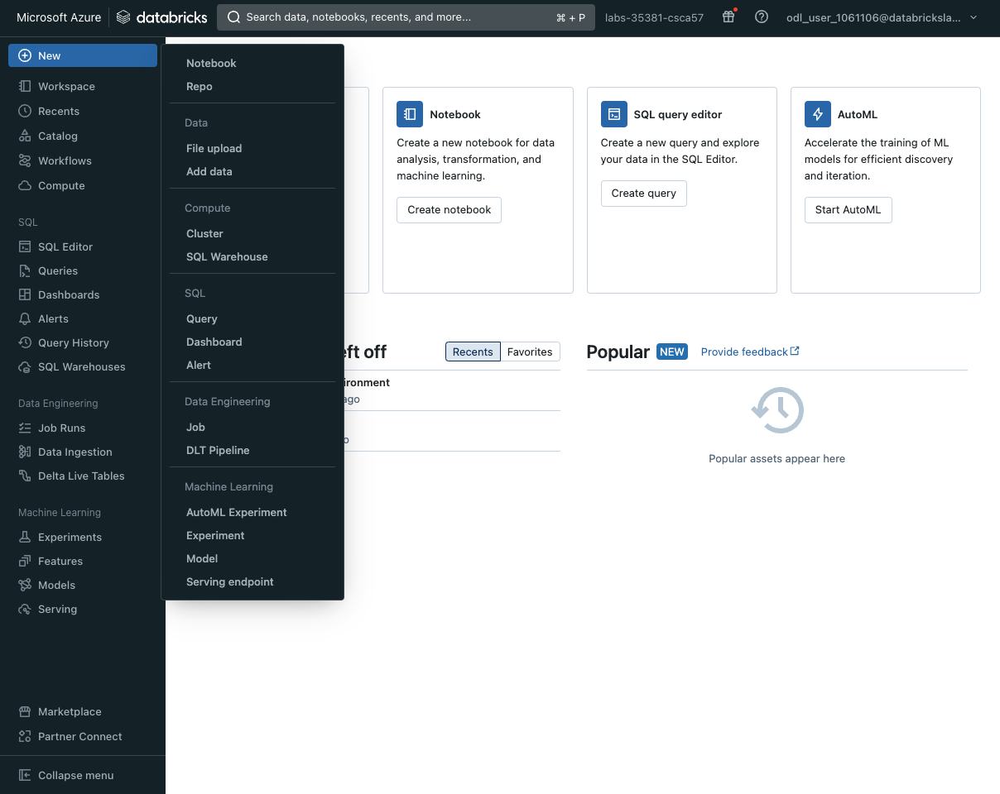 Microsoft Azure
databricks
Search data, notebooks, recents, and more...
⌘ + P
labs-35381-csca57
odl_user_1061106@databricksla...
New
Workspace
Recents
Catalog
Workflows
Compute
SQL
SQL Editor
Queries
Dashboards
Alerts
Query History
SQL Warehouses
Data Engineering
Job Runs
Data Ingestion
Delta Live Tables
Machine Learning
Experiments
Features
Models
Serving
Marketplace
Partner Connect
Collapse menu
Notebook
Repo
Data
File upload
Add data
Compute
Cluster
SQL Warehouse
SQL
Query
Dashboard
Alert
Data Engineering
Job
DLT Pipeline
Machine Learning
AutoML Experiment
Experiment
Model
Serving endpoint
Notebook
Create a new notebook for data
analysis, transformation, and
machine learning.
Create notebook
SQL query editor
Create a new query and explore
your data in the SQL Editor.
Create query
AutoML
Accelerate the training of ML
models for efficient discovery
and iteration.
Start AutoML
off
Recents
Favorites
ago
Popular
NEW
Provide feedback
Popular assets appear here